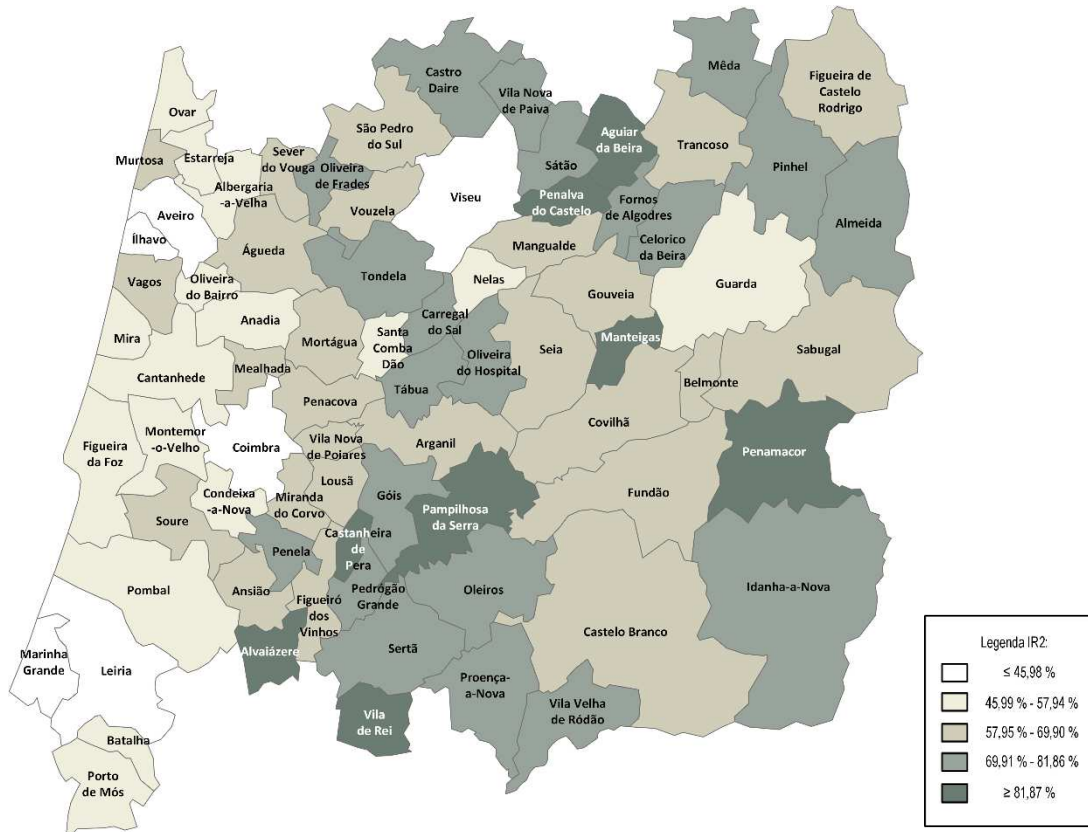 Mêda
Castro
Daire
Figueira de
Castelo
Rodrigo
Vila Nova
de Paiva
Ovar
São Pedro
do Sul
Aguiar
da Beira
Trancoso
Murtosa
Estarreja
Sever
do Vouga
Oliveira
de Frades
Sátão
Pinhel
Albergaria
-a-Velha
Viseu
Penalva
do Castelo
Fornos
de Algodres
Aveiro
Vouzela
Almeida
Ílhavo
Águeda
Mangualde
Celorico
da Beira
Vagos
Oliveira
do Bairro
Tondela
Nelas
Gouveia
Guarda
Anadia
Carregal
do Sal
Mira
Mortágua
Santa
Comba
Dão
Oliveira
do Hospital
Seia
Manteigas
Sabugal
Cantanhede
Mealhada
Tábua
Belmonte
Penacova
Covilhã
Figueira
da Foz
Montemor
-o-Velho
Coimbra
Vila Nova
de Poiares
Arganil
Penamacor
Lousã
Condeixa
-a-Nova
Miranda
do Corvo
Góis
Pampilhosa
da Serra
Fundão
Soure
Castanheira
de
Pera
Penela
Idanha-a-Nova
Pombal
Ansião
Figueiró
dos
Vinhos
Pedrógão
Grande
Oleiros
Castelo Branco
Marinha
Grande
Leiria
Alvaiázere
Sertã
Proença-
a-Nova
Vila
de Rei
Vila Velha
de Ródão
Batalha
Porto
de Mós
Legenda IR2:
≤ 45,98 %
45,99 % - 57,94 %
57,95 % - 69,90 %
69,91 % - 81,86 %
≥ 81,87 %